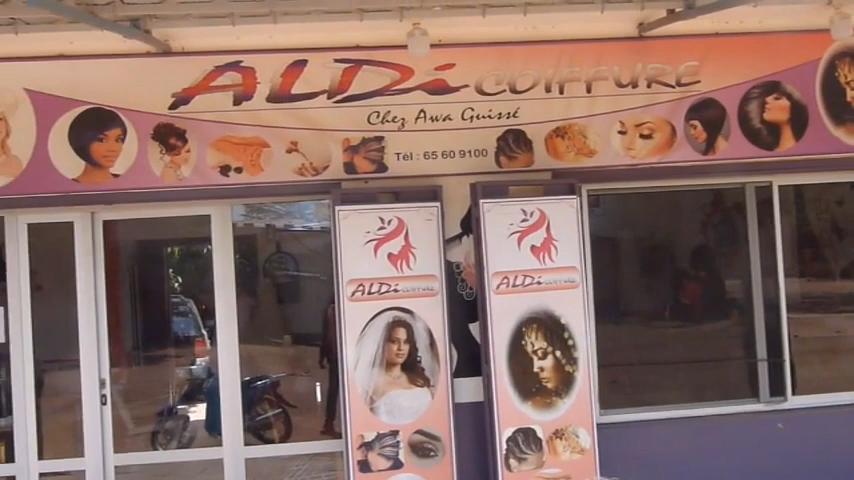 ALDi COIFFURE
Chez Awa Guissé
Tél : 65 60 9100
ALDi COIFFURE
ALDi COIFFURE